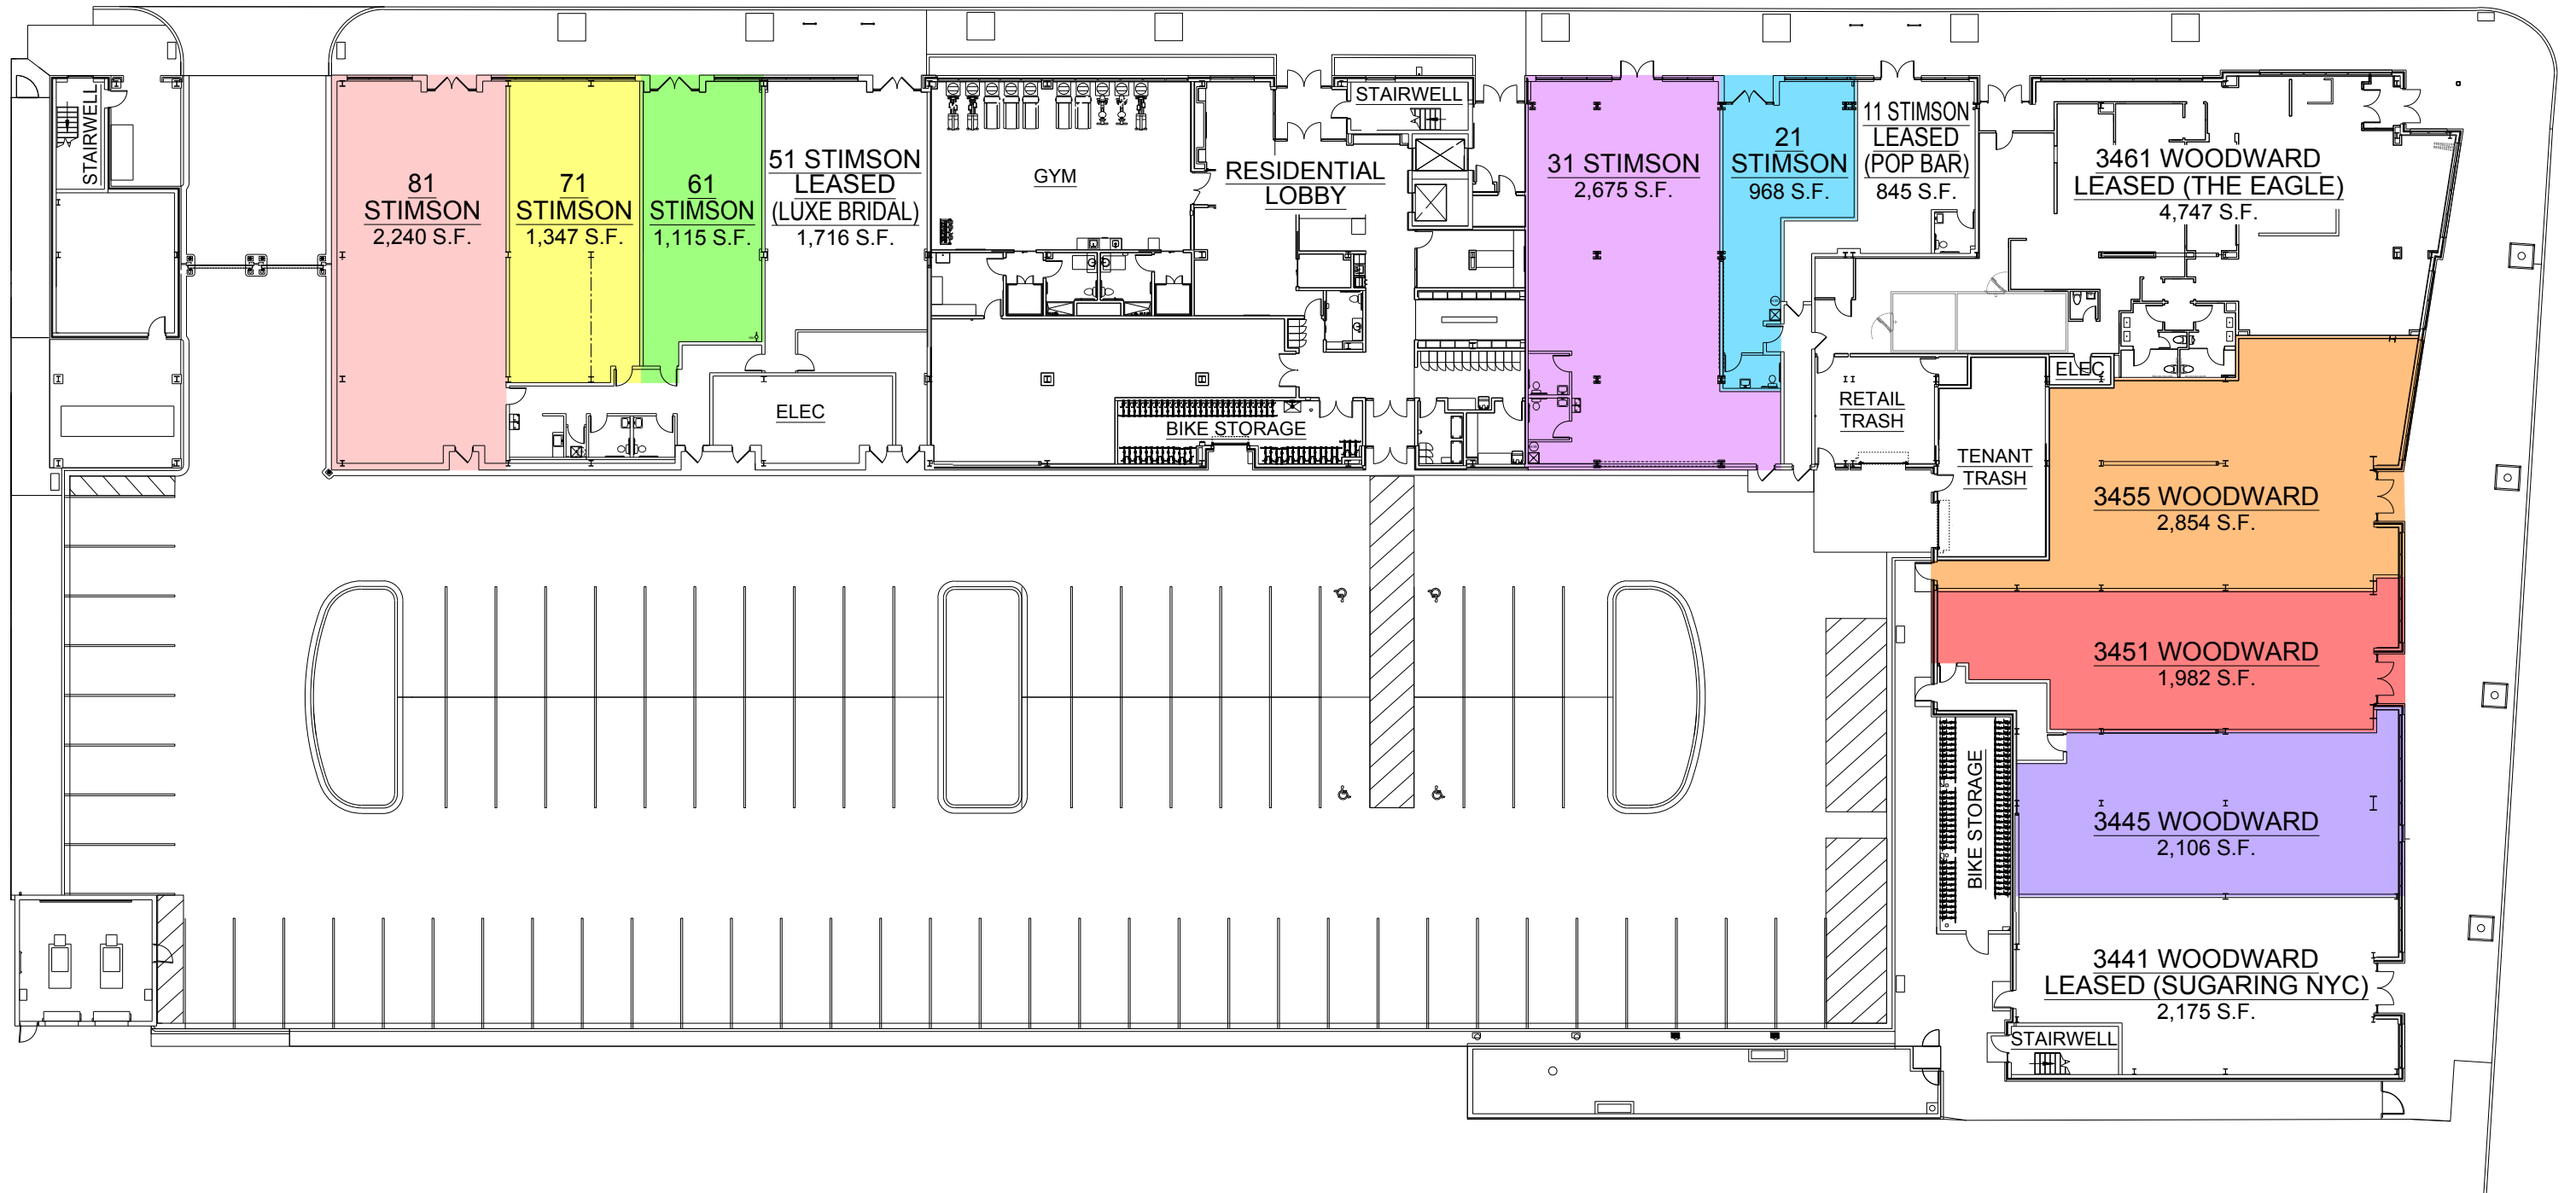 STAIRWELL
81
STIMSON
2,240 S.F.
71
STIMSON
1,347 S.F.
61
STIMSON
1,115 S.F.
51 STIMSON
LEASED
(LUXE BRIDAL)
1,716 S.F.
ELEC
GYM
RESIDENTIAL
LOBBY
STAIRWELL
BIKE STORAGE
31 STIMSON
2,675 S.F.
21
STIMSON
968 S.F.
11 STIMSON
LEASED
(POP BAR)
845 S.F.
3461 WOODWARD
LEASED (THE EAGLE)
4,747 S.F.
ELEC
RETAIL
TRASH
TENANT
TRASH
3455 WOODWARD
2,854 S.F.
3451 WOODWARD
1,982 S.F.
BIKE STORAGE
3445 WOODWARD
2,106 S.F.
3441 WOODWARD
LEASED (SUGARING NYC)
2,175 S.F.
STAIRWELL